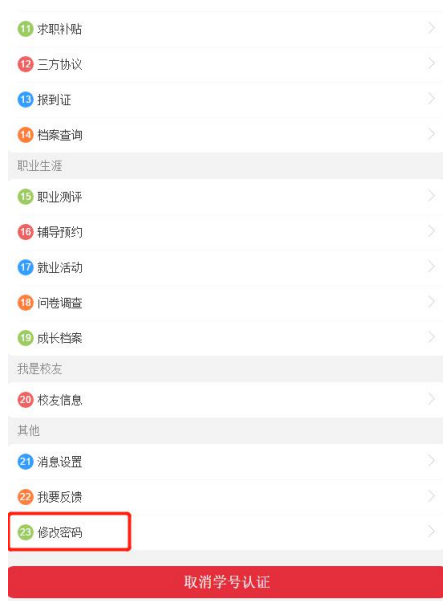 11 求职补贴
12 三方协议
13 报到证
14 档案查询
职业生涯
15 职业测评
16 辅导预约
17 就业活动
18 问卷调查
19 成长档案
我是校友
20 校友信息
其他
21 消息设置
22 我要反馈
23 修改密码
取消学号认证